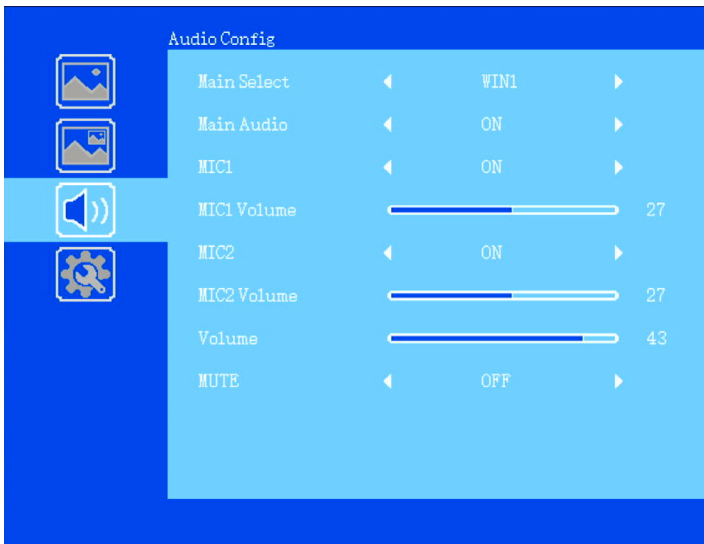 Audio Config
Main Select WIN1
Main Audio ON
MIC1 ON
MIC1 Volume 27
MIC2 ON
MIC2 Volume 27
Volume 43
MUTE OFF